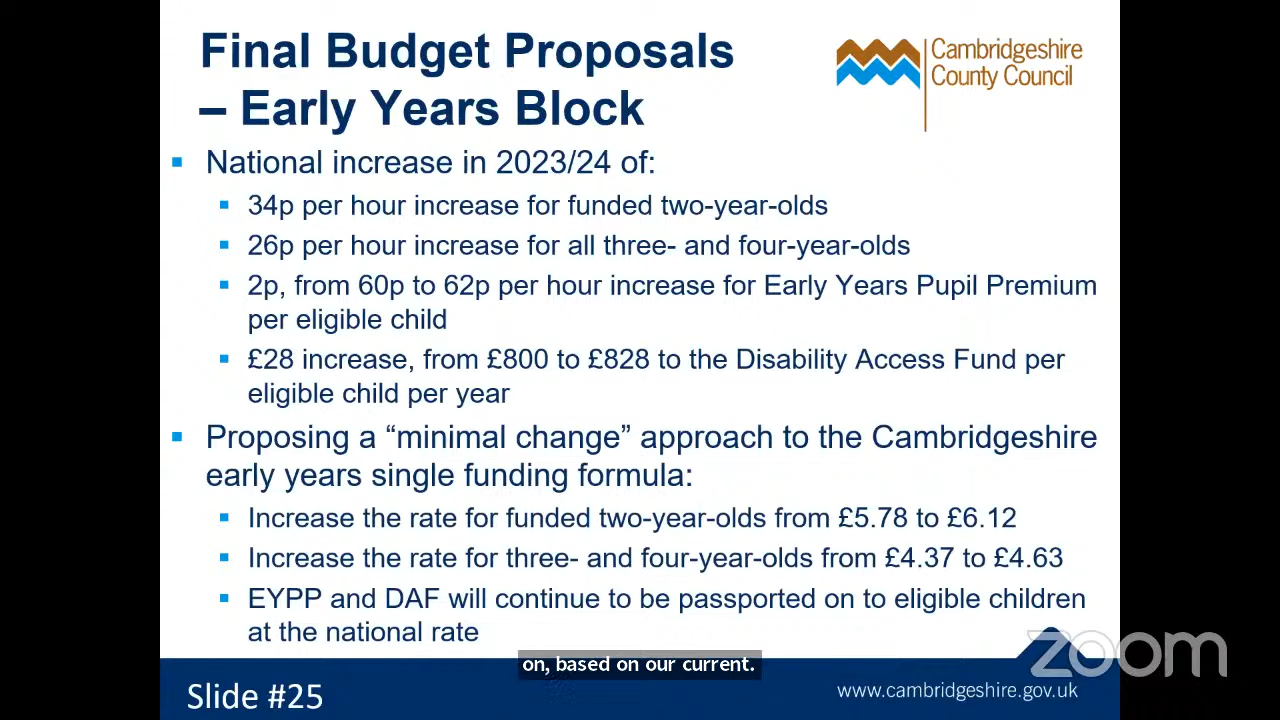 Final Budget Proposals
– Early Years Block
Cambridgeshire
County Council
National increase in 2023/24 of:
34p per hour increase for funded two-year-olds
26p per hour increase for all three- and four-year-olds
2p, from 60p to 62p per hour increase for Early Years Pupil Premium
per eligible child
£28 increase, from £800 to £828 to the Disability Access Fund per
eligible child per year
Proposing a “minimal change” approach to the Cambridgeshire
early years single funding formula:
Increase the rate for funded two-year-olds from £5.78 to £6.12
Increase the rate for three- and four-year-olds from £4.37 to £4.63
EYPP and DAF will continue to be passported on to eligible children
at the national rate
zoom
on, based on our current.
Slide #25
www.cambridgeshire.gov.uk